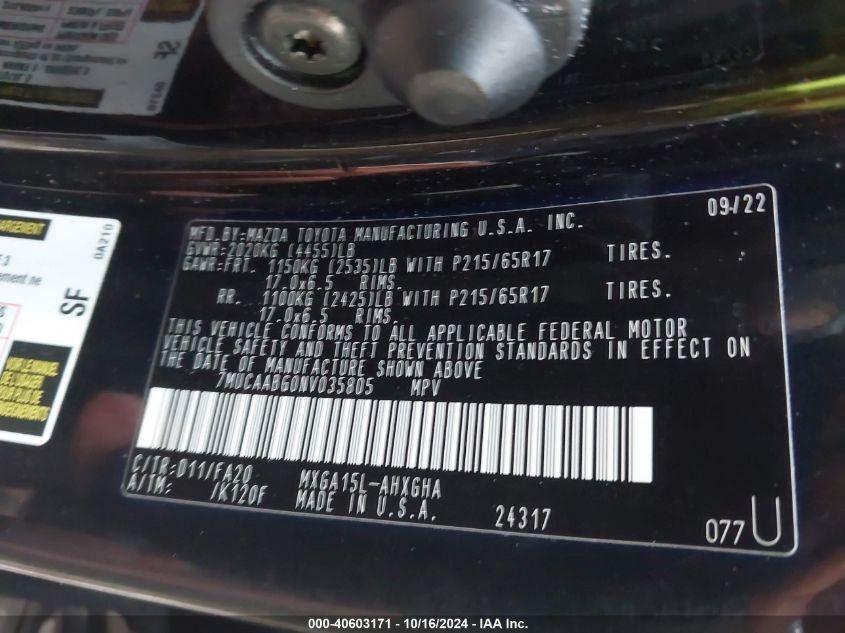 SF
0A210
ARGEMENT
09/22
MFD.BY:MAZDA TOYOTA MANUFACTURING U.S.A. INC.
GVWR:2020KG (4455)LB
GAWR:FRT. 1150KG (2535)LB WITH P215/65R17 TIRES.
17.0x6.5 RIMS.
RR. 1100KG (2425)LB WITH P215/65R17 TIRES.
17.0x6.5 RIMS.
THIS VEHICLE CONFORMS TO ALL APPLICABLE FEDERAL MOTOR
VEHICLE SAFETY AND THEFT PREVENTION STANDARDS IN EFFECT ON
THE DATE OF MANUFACTURE SHOWN ABOVE
7MUCAABG0NV035805 MPV
C/TR:D11/FA20 MXGA15L-AHXGHA
A/TM: /K120F MADE IN U.S.A. 24317
077U
000-40603171 - 10/16/2024 - IAA Inc.